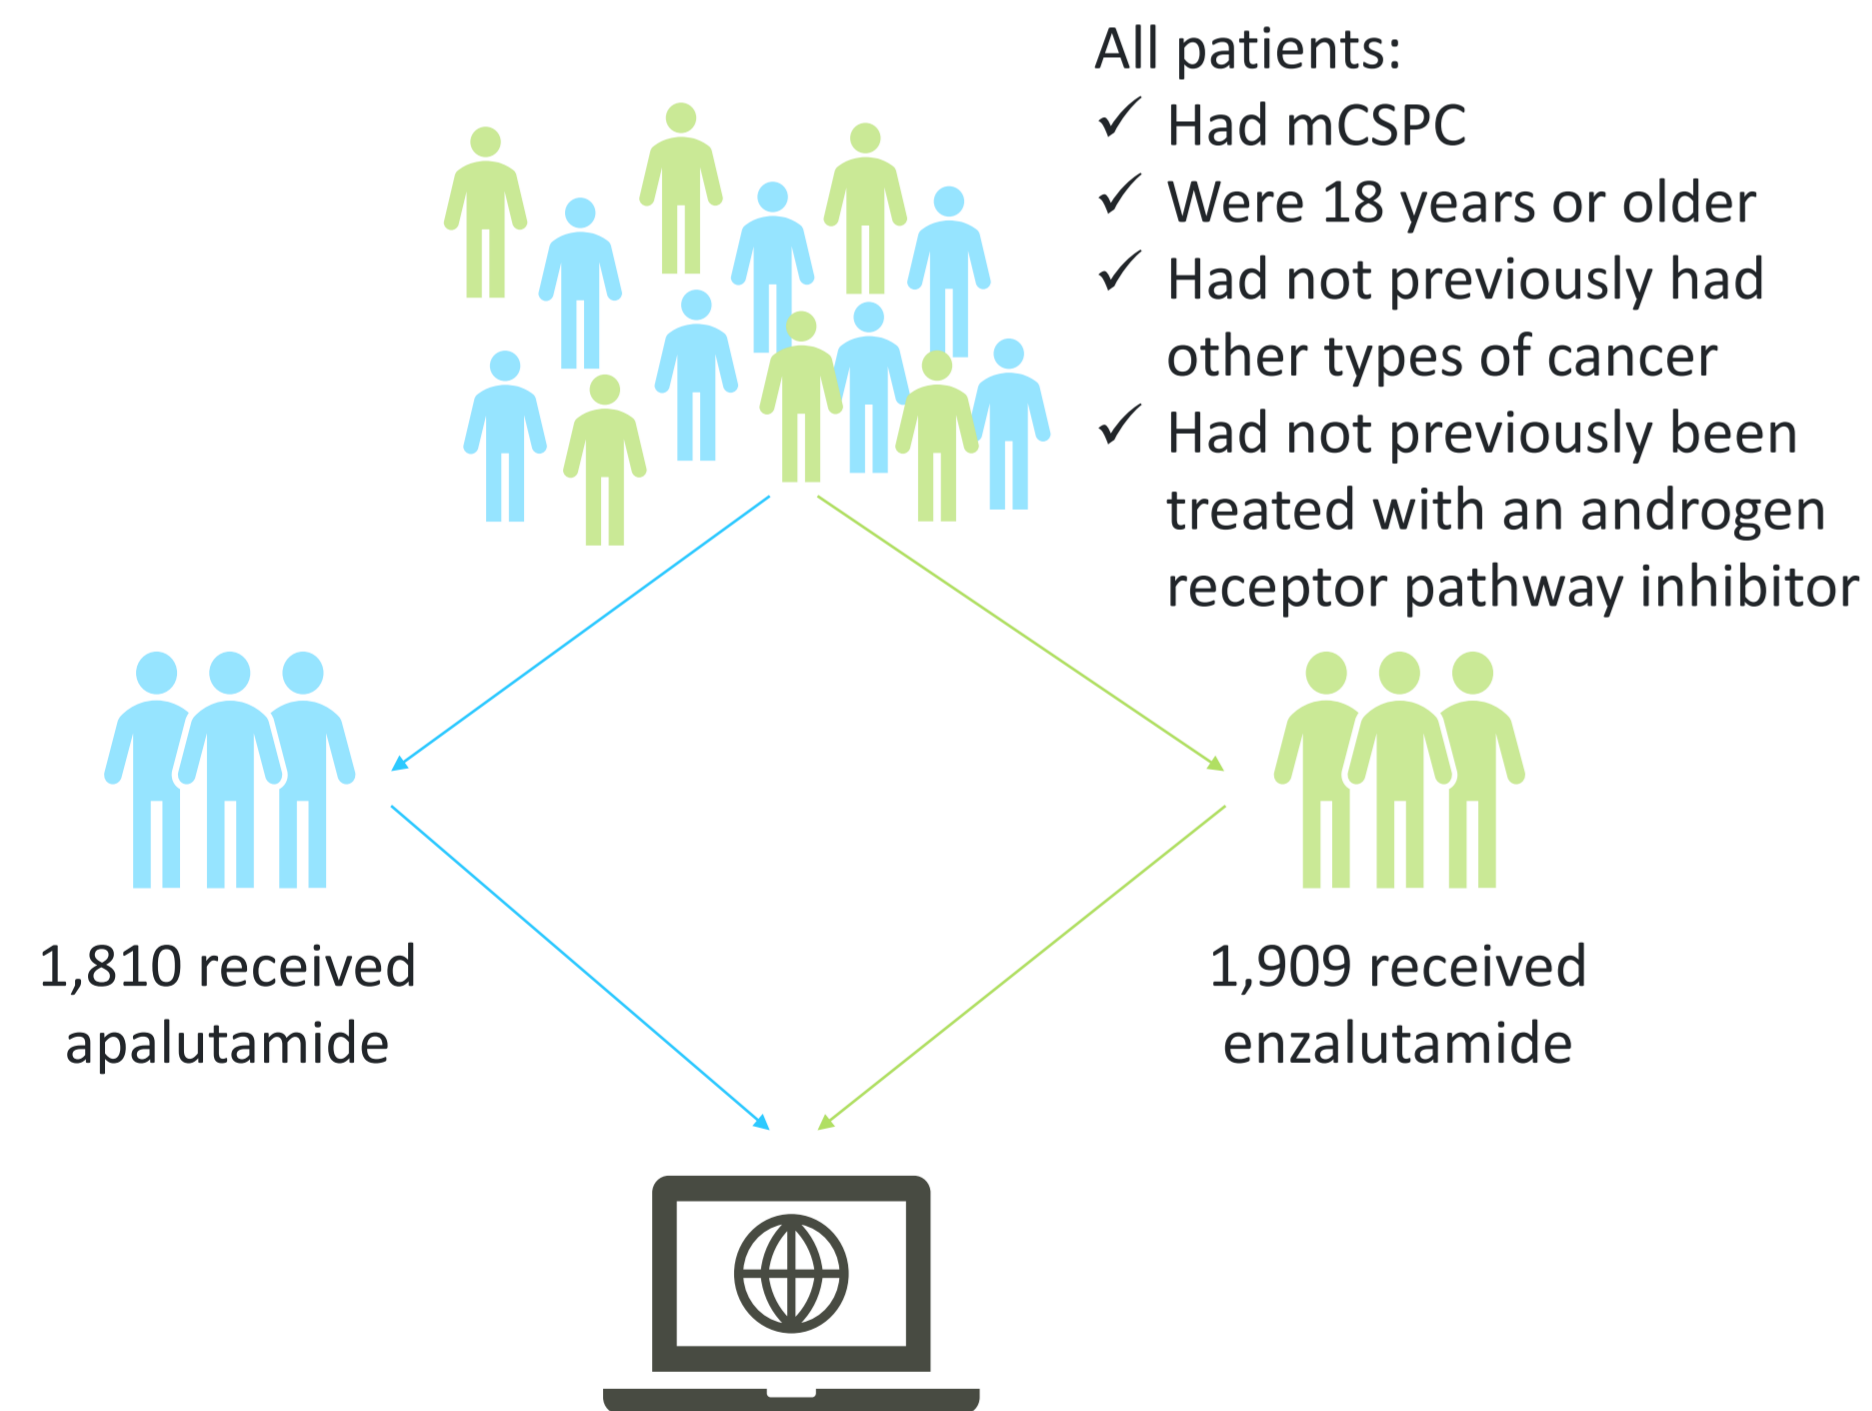 All patients:
✓ Had mCSPC
✓ Were 18 years or older
✓ Had not previously had
other types of cancer
✓ Had not previously been
treated with an androgen
receptor pathway inhibitor
1,810 received
apalutamide
1,909 received
enzalutamide